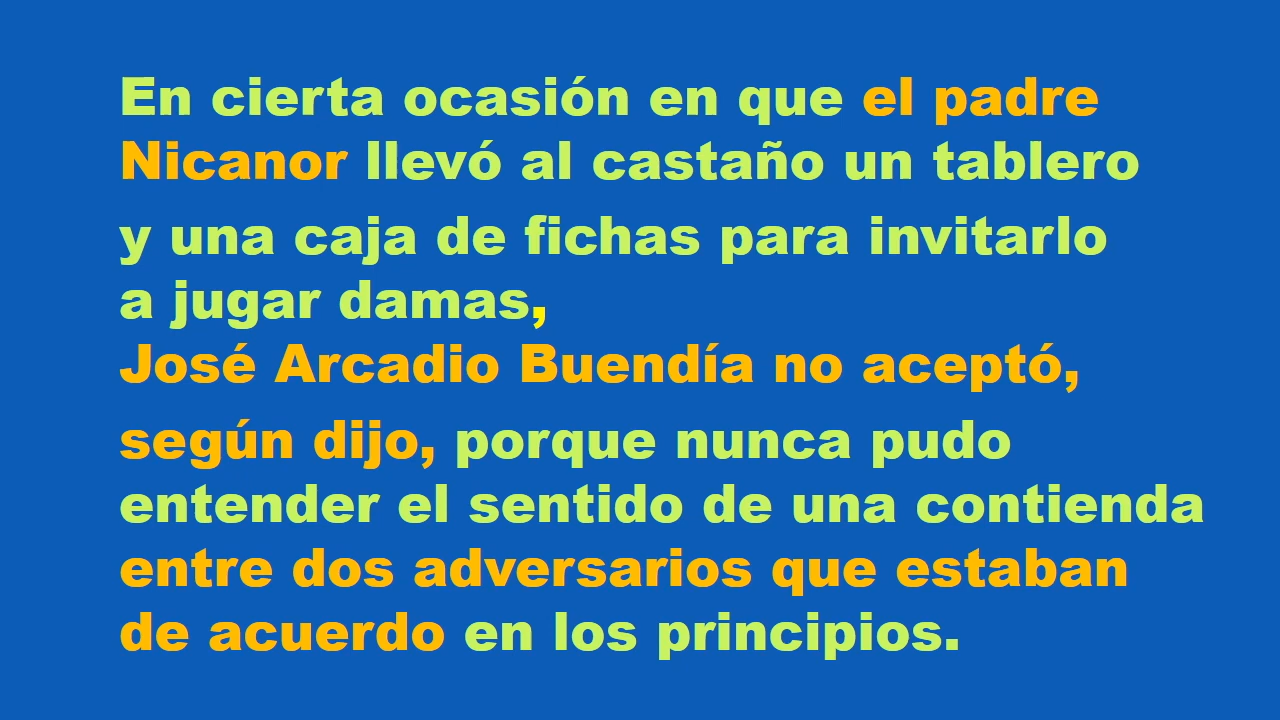 En cierta ocasión en que el padre
Nicanor llevó al castaño un tablero
y una caja de fichas para invitarlo
a jugar damas,
José Arcadio Buendía no aceptó,
según dijo, porque nunca pudo
entender el sentido de una contienda
entre dos adversarios que estaban
de acuerdo en los principios.